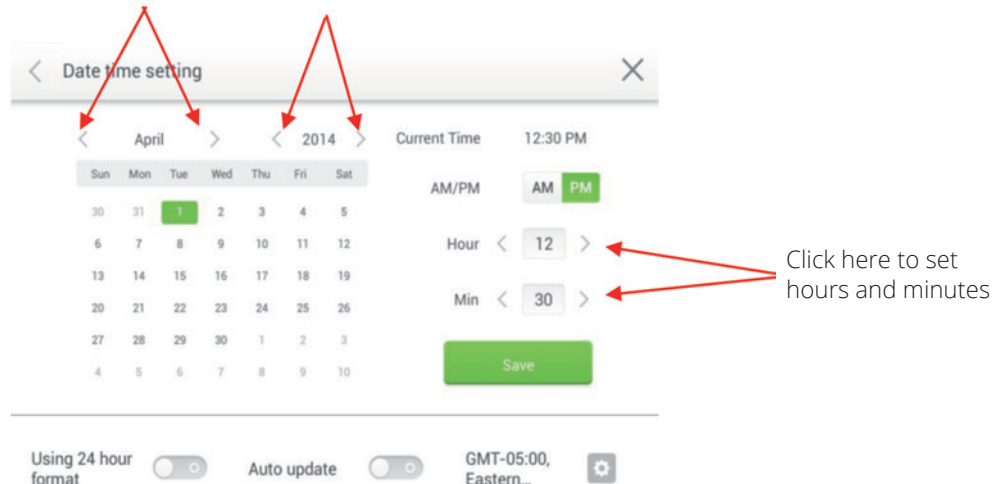 Date time setting
April 2014 Current Time 12:30 PM
Sun Mon Tue Wed Thu Fri Sat
AM/PM AM PM
30 31 1 2 3 4 5
6 7 8 9 10 11 12
Hour 12
13 14 15 16 17 18 19
Min 30
20 21 22 23 24 25 26
27 28 29 30 1 2 3
4 5 6 7 8 9 10
Save
Click here to set
hours and minutes
Using 24 hour
format
Auto update
GMT-05:00,
Eastern...